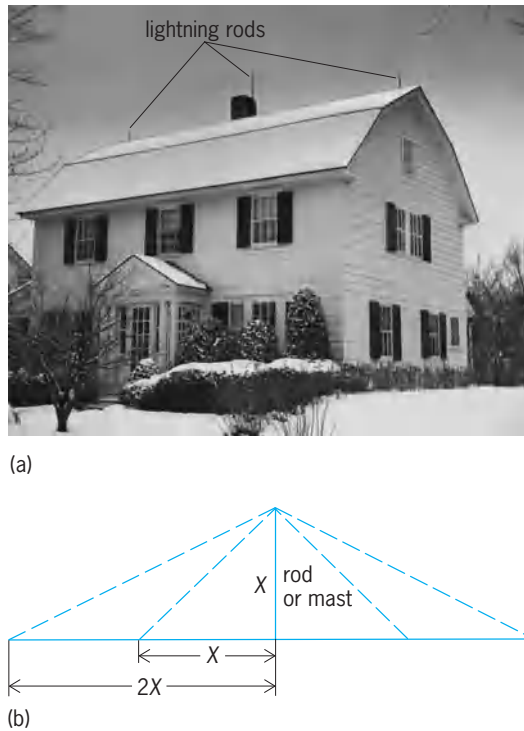 lightning rods
(a)
X
rod
or mast
X
2X
(b)